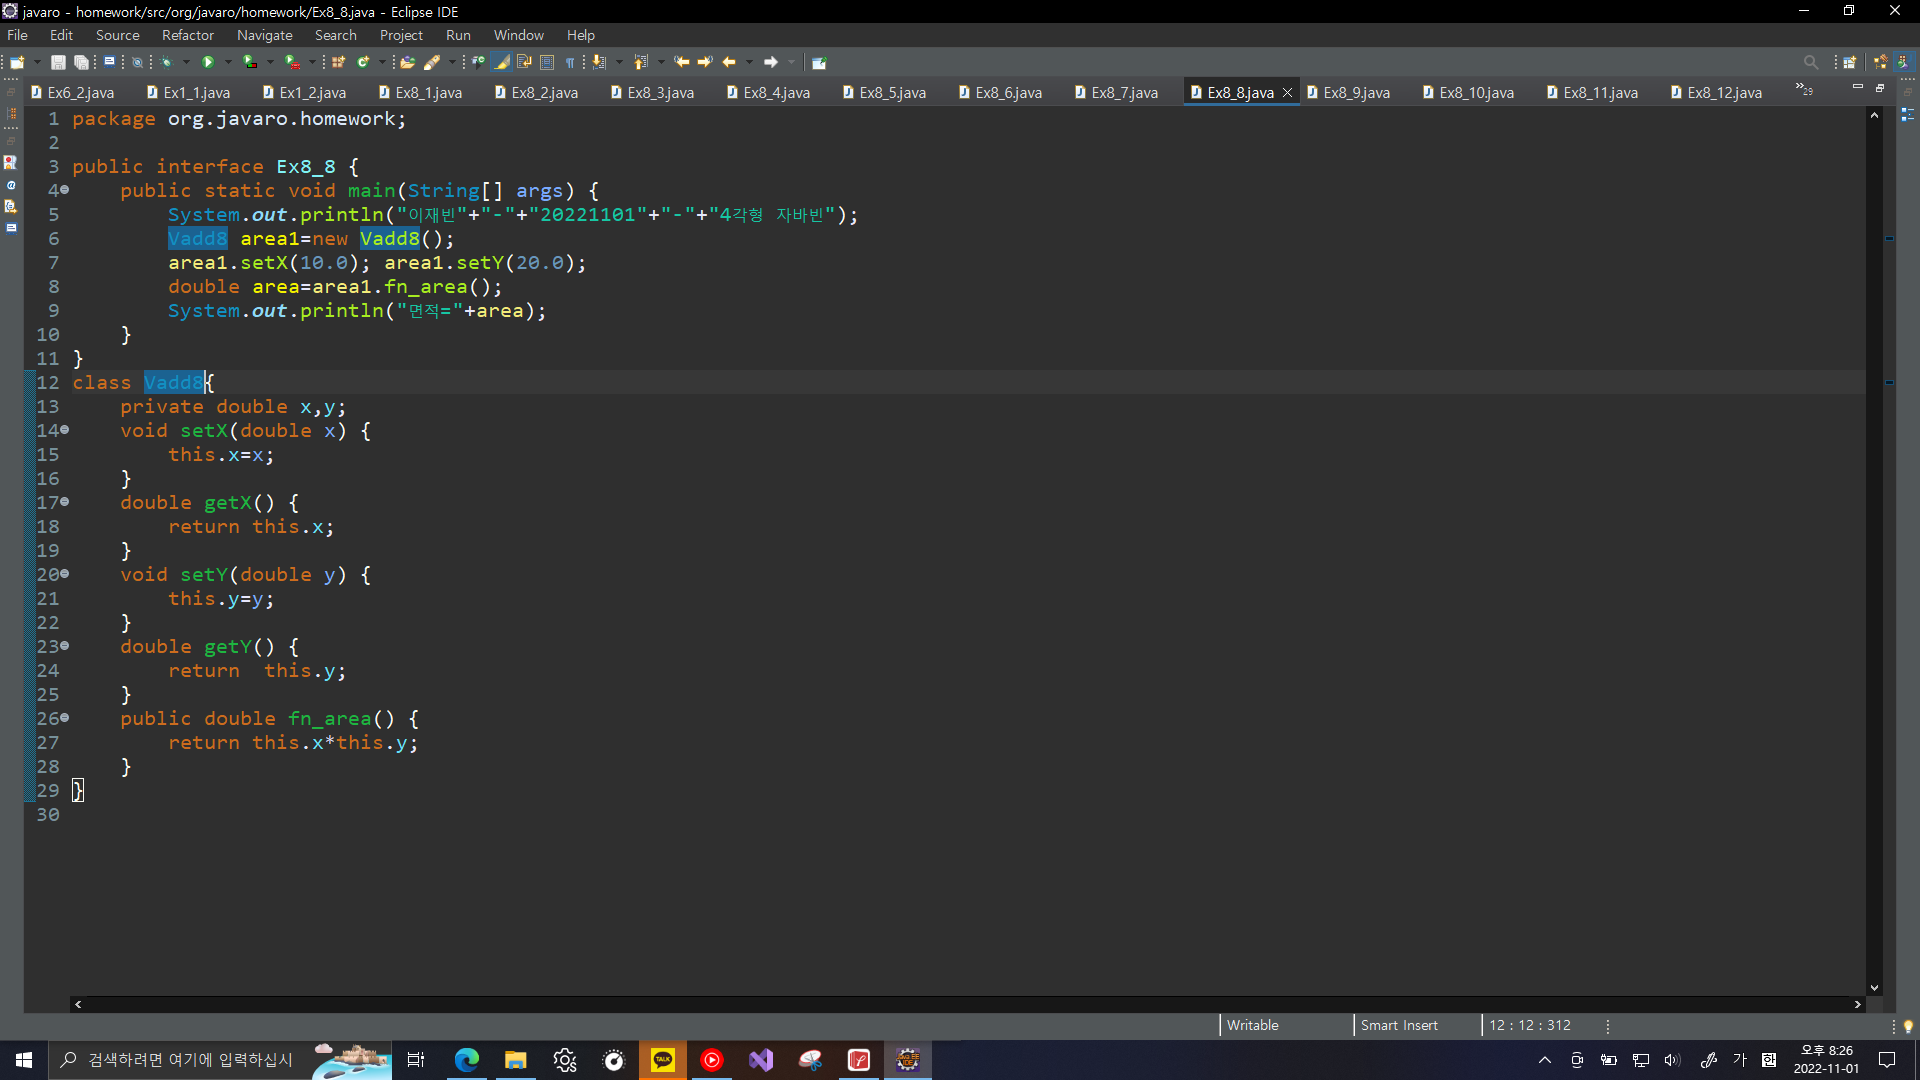 javaro - homework/src/org/javaro/homework/Ex8_8.java - Eclipse IDE
File Edit Source Refactor Navigate Search Project Run Window Help
Ex6_2.java Ex1_1.java Ex1_2.java Ex8_1.java Ex8_2.java Ex8_3.java Ex8_4.java Ex8_5.java Ex8_6.java Ex8_7.java Ex8_8.java Ex8_9.java Ex8_10.java Ex8_11.java Ex8_12.java »29
1 package org.javaro.homework;
2
3 public interface Ex8_8 {
4     public static void main(String[] args) {
5         System.out.println("이재빈"+"-"+"20221101"+"-"+"4각형 자바빈");
6         Vadd8 area1=new Vadd8();
7         area1.setX(10.0); area1.setY(20.0);
8         double area=area1.fn_area();
9         System.out.println("면적="+area);
10     }
11 }
12 class Vadd8{
13     private double x,y;
14     void setX(double x) {
15         this.x=x;
16     }
17     double getX() {
18         return this.x;
19     }
20     void setY(double y) {
21         this.y=y;
22     }
23     double getY() {
24         return  this.y;
25     }
26     public double fn_area() {
27         return this.x*this.y;
28     }
29 }
30
Writable Smart Insert 12 : 12 : 312
검색하려면 여기에 입력하십시 TALK 가 오후 8:26
2022-11-01